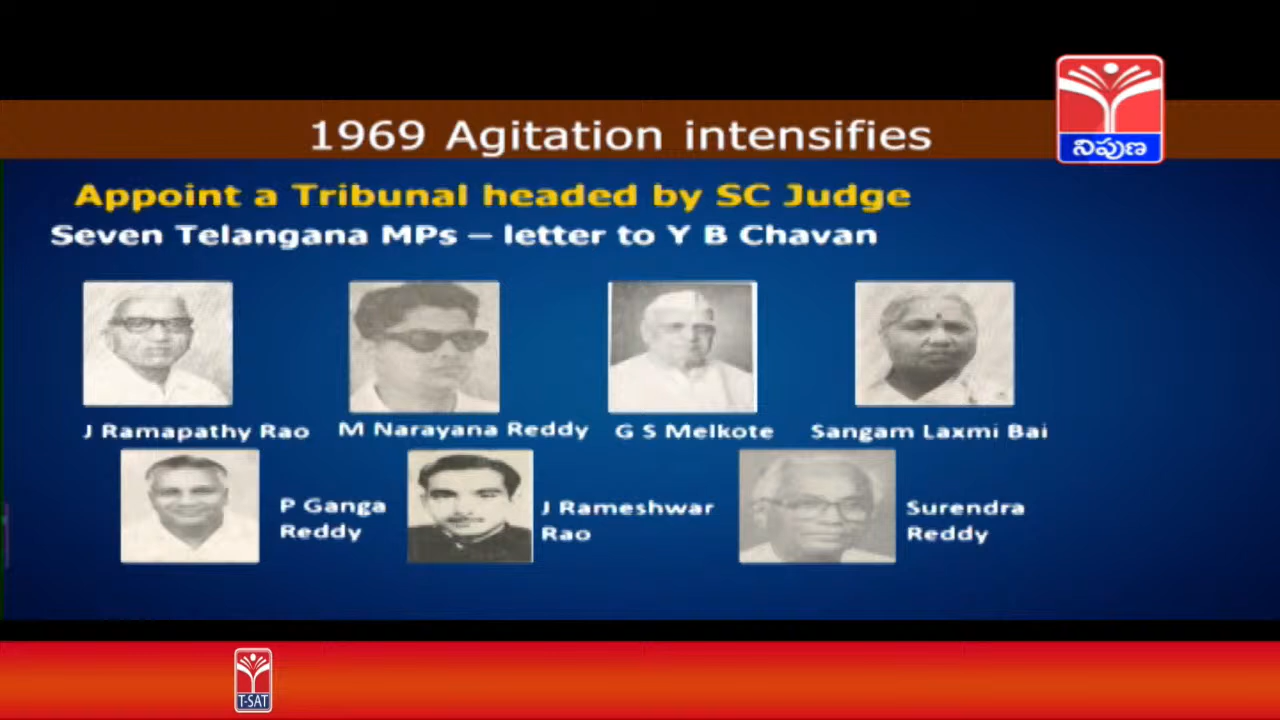 1969 Agitation intensifies
నిపుణ
Appoint a Tribunal headed by SC Judge
Seven Telangana MPs – letter to Y B Chavan
J Ramapathy Rao
M Narayana Reddy
G S Melkote
Sangam Laxmi Bai
P Ganga
Reddy
J Rameshwar
Rao
Surendra
Reddy
T-SAT